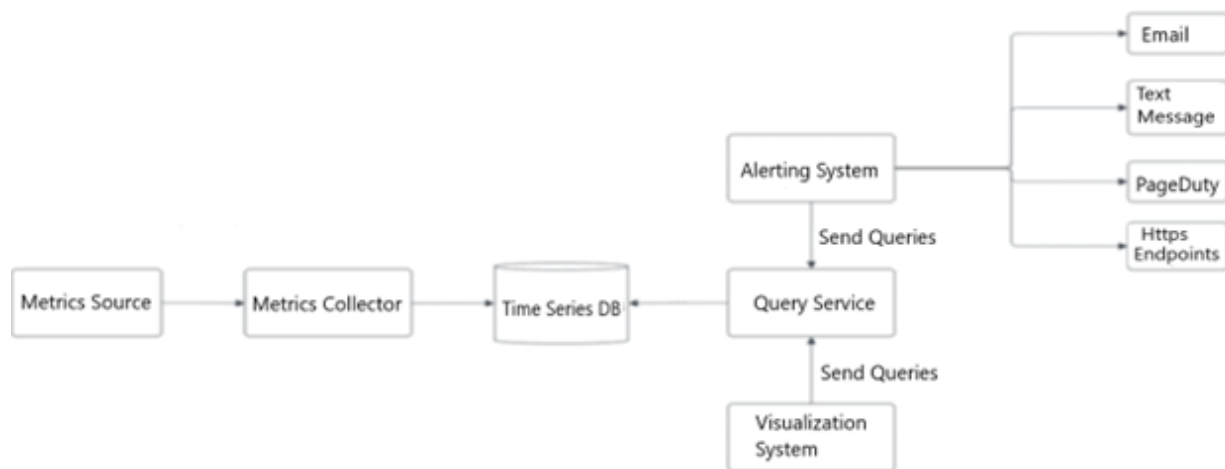 Email
Text
Message
Alerting System
PageDuty
Send Queries
Https
Endpoints
Metrics Source
Metrics Collector
Time Series DB
Query Service
Send Queries
Visualization
System